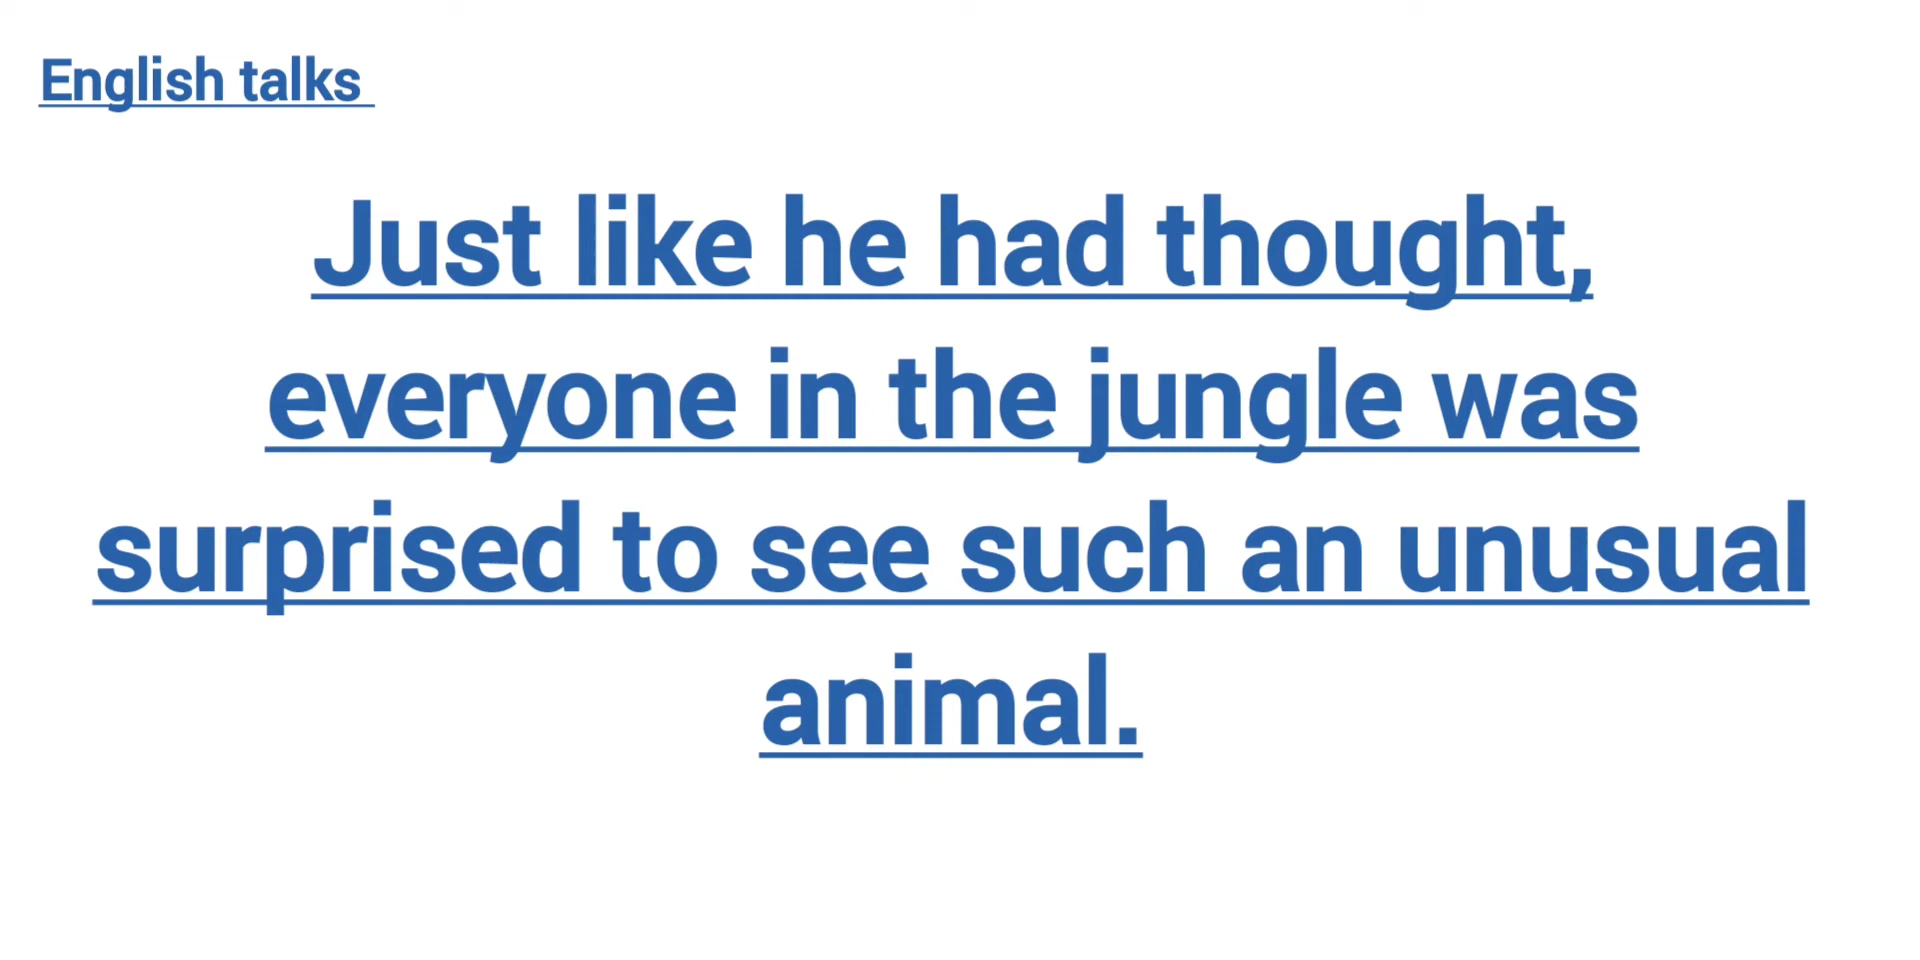 English talks
Just like he had thought,
everyone in the jungle was
surprised to see such an unusual
animal.